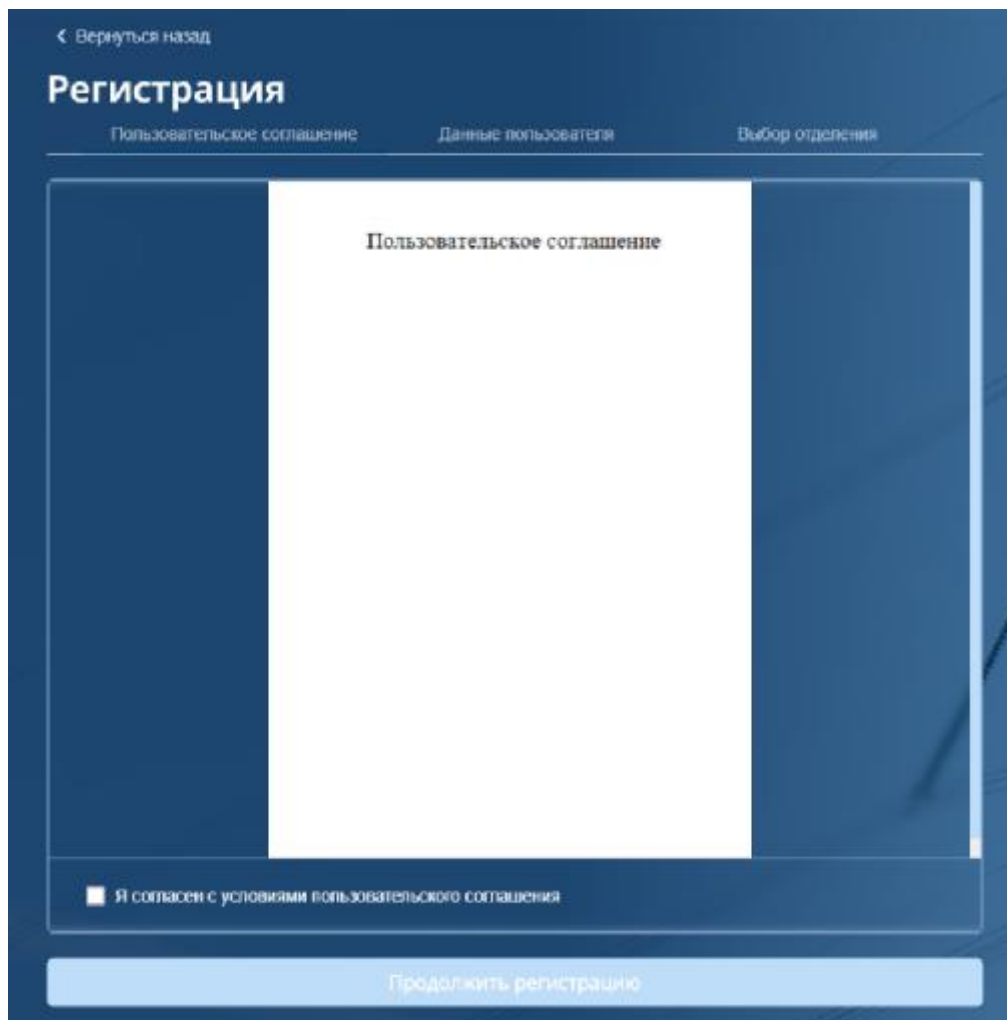 Вернуться назад
Регистрация
Пользовательское соглашение Данные пользователя Выбор отделения
Пользовательское соглашение
Я согласен с условиями пользовательского соглашения
Продолжить регистрацию